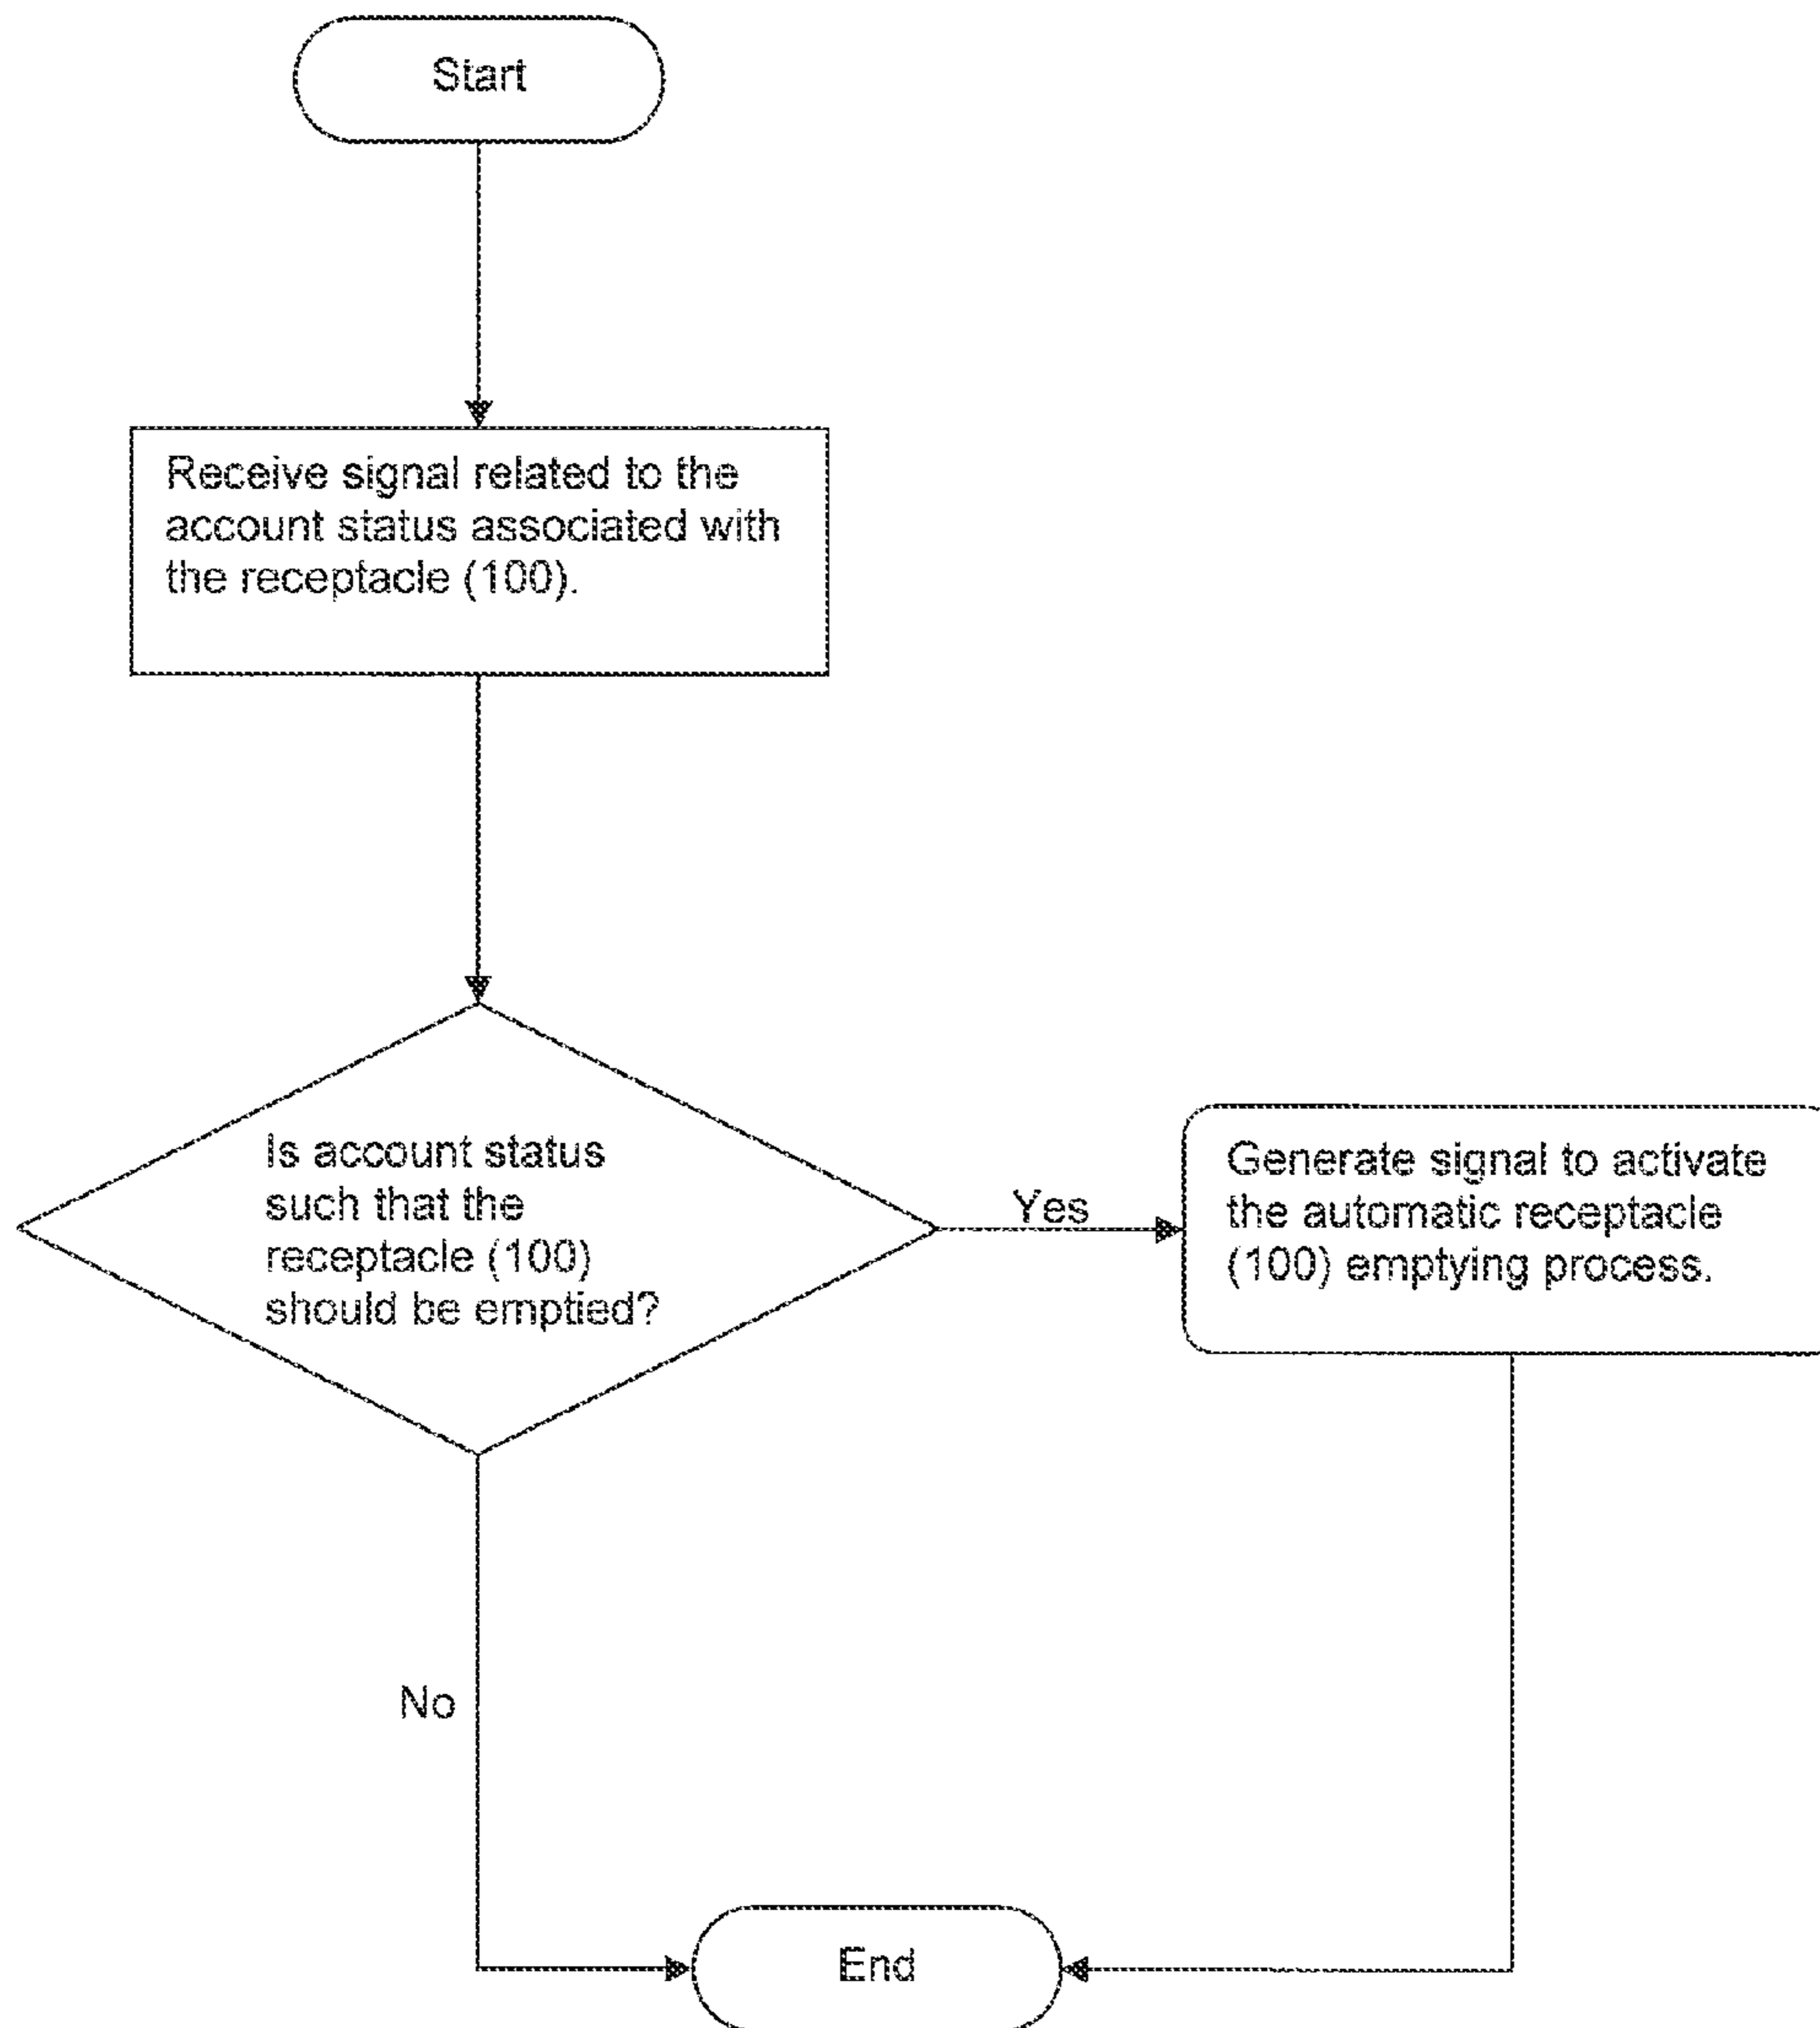 Start
Receive signal related to the
account status associated with
the receptacle (100).
Is account status
such that the
receptacle (100)
should be emptied?
Yes
Generate signal to activate
the automatic receptacle
(100) emptying process.
No
End